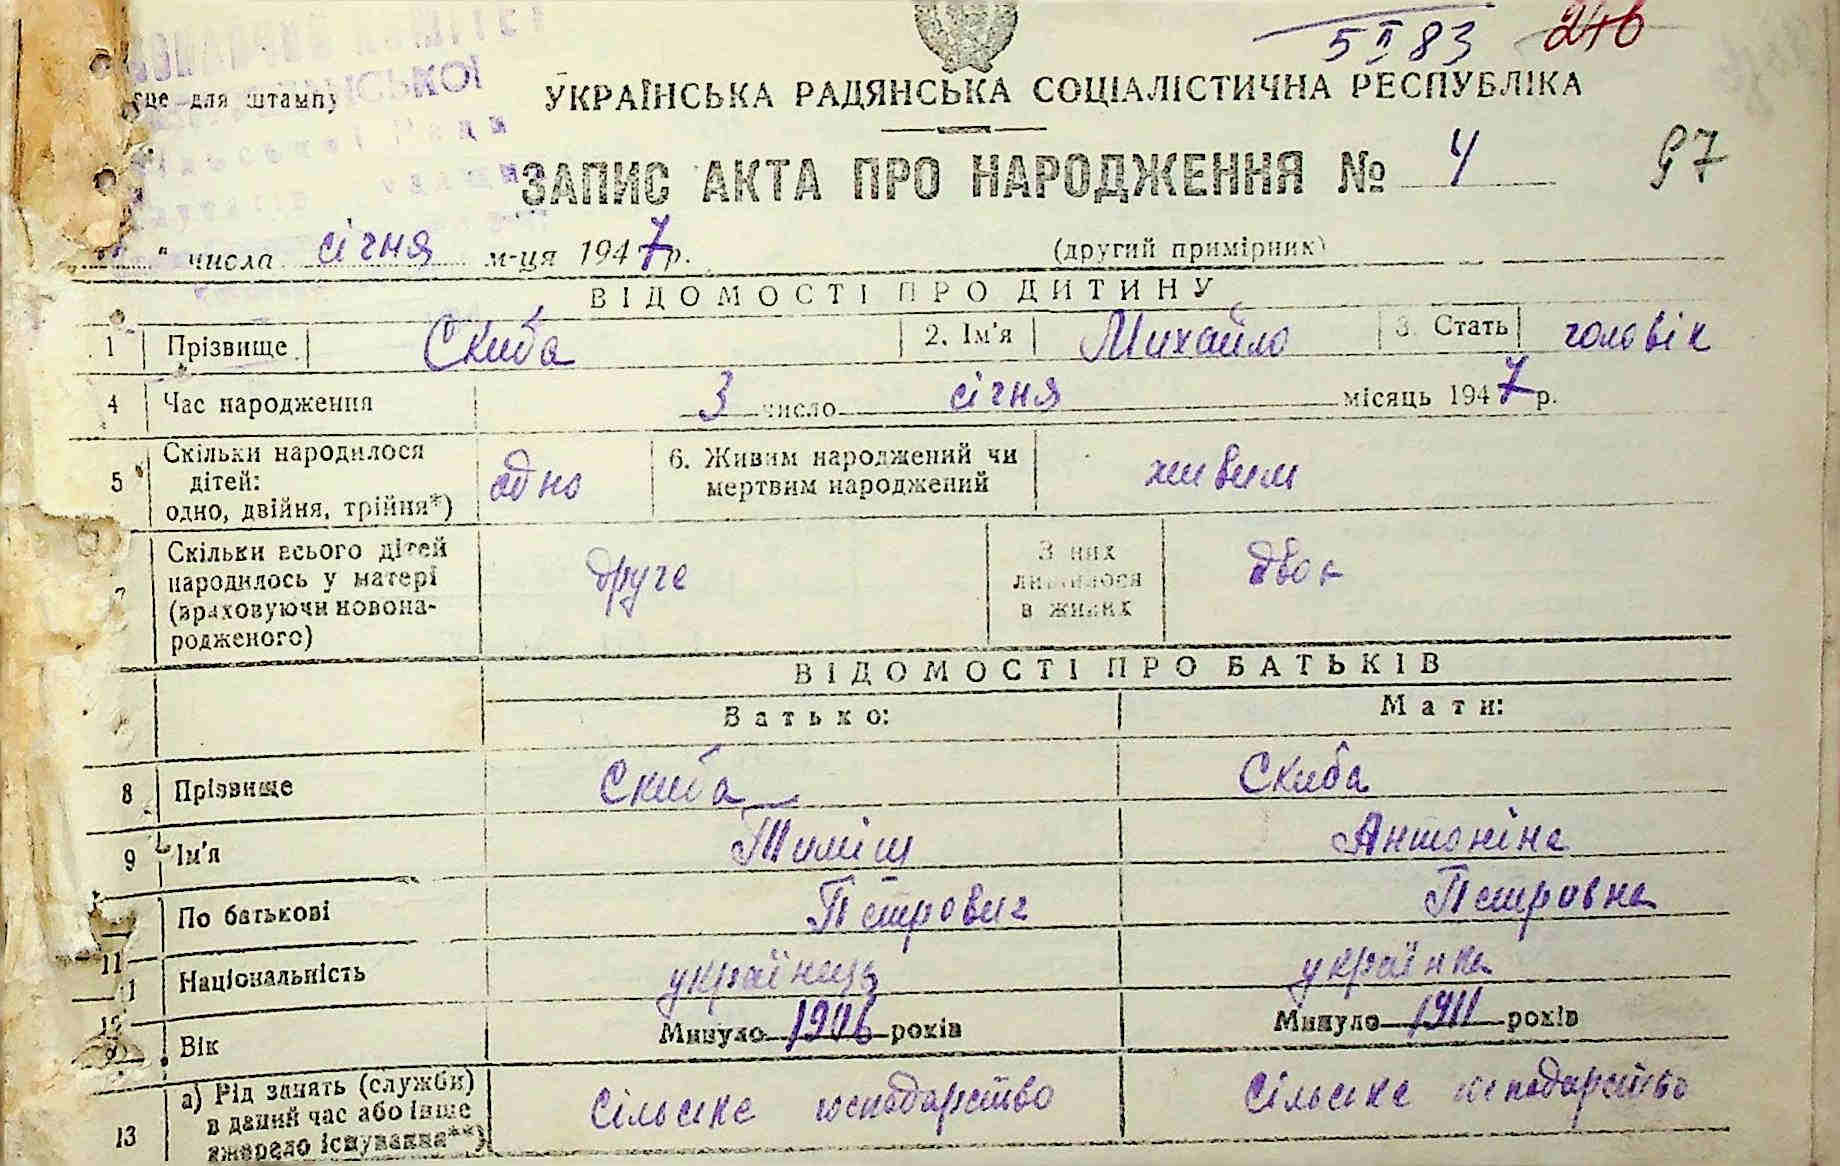 5 II 83 246
УКРАЇНСЬКА РАДЯНСЬКА СОЦІАЛІСТИЧНА РЕСПУБЛІКА
для штампу
ЗАПИС АКТА ПРО НАРОДЖЕННЯ № 4 97
" числа січня м-ця 1947 р. (другий примірник)
ВІДОМОСТІ ПРО ДИТИНУ
1 Прізвище Скиба 2. Ім'я Михайло 3. Стать чоловік
4 Час народження 3 число січня місяць 1947 р.
5 Скільки народилося дітей: одно, двійня, трійня*) одно 6. Живим народжений чи мертвим народжений живим
7 Скільки всього дітей народилось у матері (враховуючи новонародженого) друге З них лишилося в живих двоє
ВІДОМОСТІ ПРО БАТЬКІВ
Батько: Мати:
8 Прізвище Скиба Скиба
9 Ім'я Тиміш Антоніна
По батькові Петрович Петровна
11 Національність українець українка
Вік Минуло 1906 років Минуло 1911 років
13 а) Рід занять (служби) в даний час або інше джерело існування**) Сільське господарство Сільське господарство